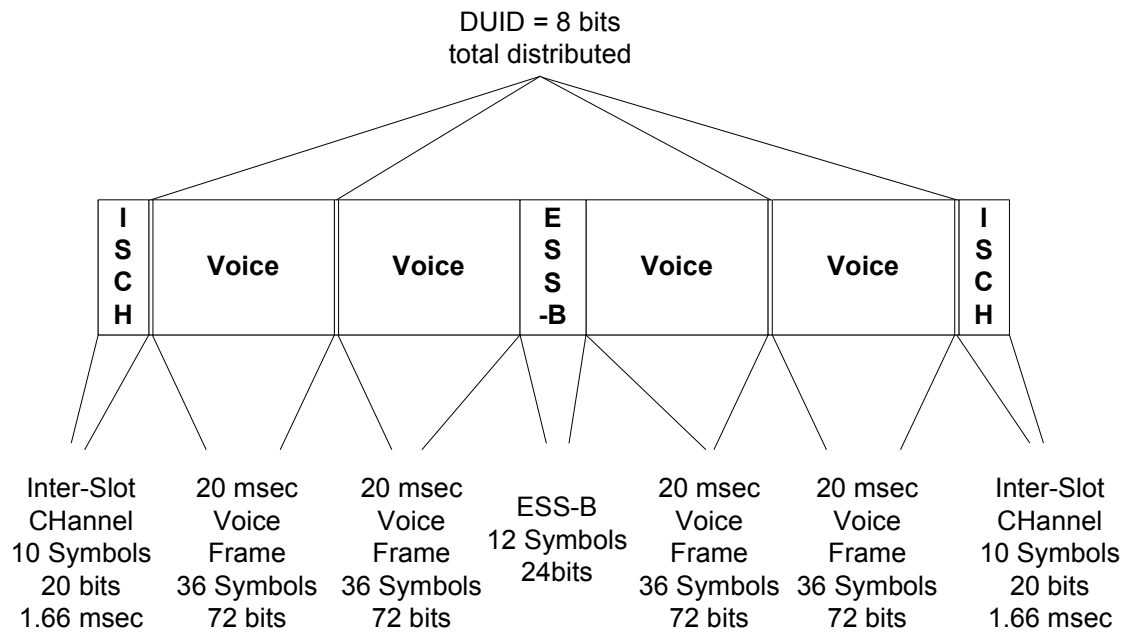 DUID = 8 bits
total distributed
I
S
C
H
Voice
Voice
E
S
S
-B
Voice
Voice
I
S
C
H
Inter-Slot
CHannel
10 Symbols
20 bits
1.66 msec
20 msec
Voice
Frame
36 Symbols
72 bits
20 msec
Voice
Frame
36 Symbols
72 bits
ESS-B
12 Symbols
24bits
20 msec
Voice
Frame
36 Symbols
72 bits
20 msec
Voice
Frame
36 Symbols
72 bits
Inter-Slot
CHannel
10 Symbols
20 bits
1.66 msec